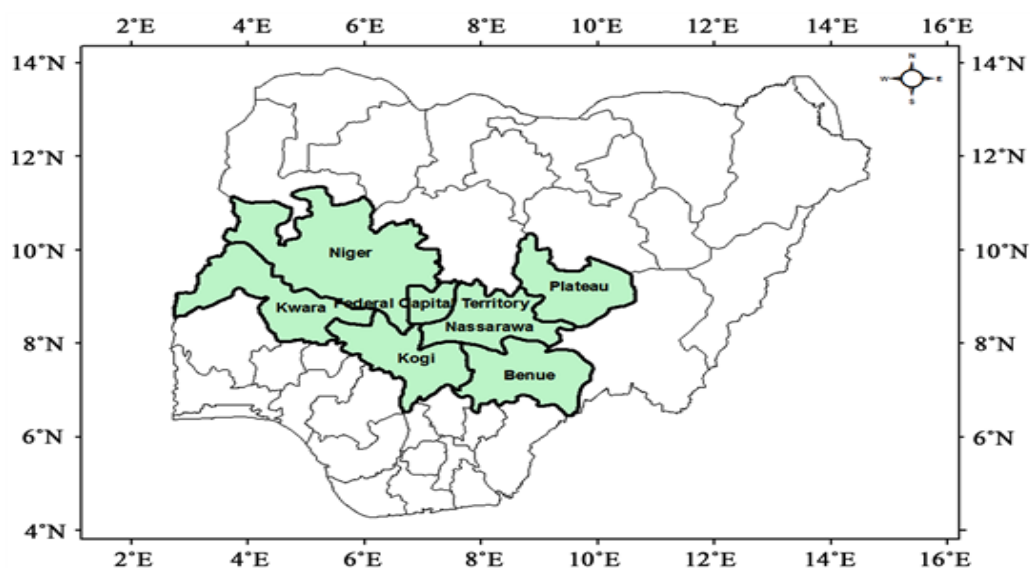 2˚E 4˚E 6˚E 8˚E 10˚E 12˚E 14˚E 16˚E
14˚N 14˚N
N
W E
S
12˚N 12˚N
10˚N 10˚N
Niger
Plateau
Federal Capital Territory
Kwara
Nassarawa
8˚N 8˚N
Kogi
Benue
6˚N 6˚N
4˚N 4˚N
2˚E 4˚E 6˚E 8˚E 10˚E 12˚E 14˚E 16˚E